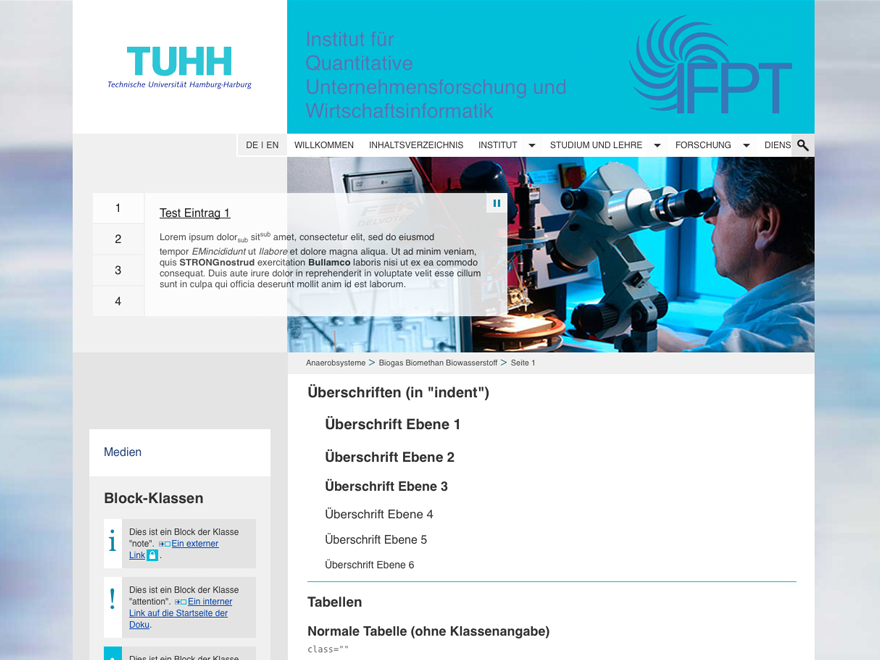 TUHH
Technische Universität Hamburg-Harburg
Institut für
Quantitative
Unternehmensforschung und
Wirtschaftsinformatik
IFPT
DE | EN WILLKOMMEN INHALTSVERZEICHNIS INSTITUT STUDIUM UND LEHRE FORSCHUNG DIENS
1
2
3
4
Test Eintrag 1
Lorem ipsum dolorsub sitsub amet, consectetur elit, sed do eiusmod
tempor EMincididunt ut Ilabore et dolore magna aliqua. Ut ad minim veniam,
quis STRONGnostrud exercitation Bullamco laboris nisi ut ex ea commodo
consequat. Duis aute irure dolor in reprehenderit in voluptate velit esse cillum
sunt in culpa qui officia deserunt mollit anim id est laborum.
Anaerobsysteme > Biogas Biomethan Biowasserstoff > Seite 1
Überschriften (in "indent")
Überschrift Ebene 1
Überschrift Ebene 2
Überschrift Ebene 3
Überschrift Ebene 4
Überschrift Ebene 5
Überschrift Ebene 6
Tabellen
Normale Tabelle (ohne Klassenangabe)
class=""
Medien
Block-Klassen
i
Dies ist ein Block der Klasse
"note". Ein externer
Link .
!
Dies ist ein Block der Klasse
"attention". Ein interner
Link auf die Startseite der
Doku.
Dies ist ein Block der Klasse